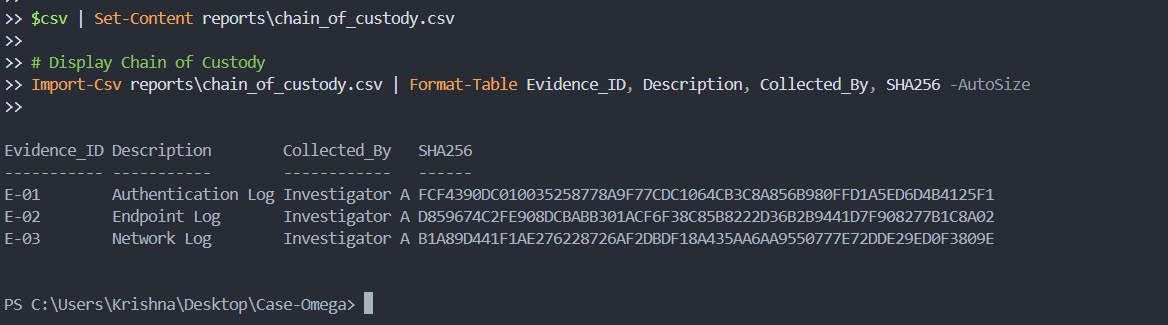 >> $csv | Set-Content reports\chain_of_custody.csv
>>
>> # Display Chain of Custody
>> Import-Csv reports\chain_of_custody.csv | Format-Table Evidence_ID, Description, Collected_By, SHA256 -AutoSize
>>
Evidence_ID Description Collected_By SHA256
----------- ----------- ------------ ------
E-01 Authentication Log Investigator A FCF4390DC010035258778A9F77CDC1064CB3C8A856B980FFD1A5ED6D4B4125F1
E-02 Endpoint Log Investigator A D859674C2FE908DCBABB301ACF6F38C85B8222D36B2B9441D7F908277B1C8A02
E-03 Network Log Investigator A B1A89D441F1AE276228726AF2DBDF18A435AA6AA9550777E72DDE29ED0F3809E
PS C:\Users\Krishna\Desktop\Case-Omega>